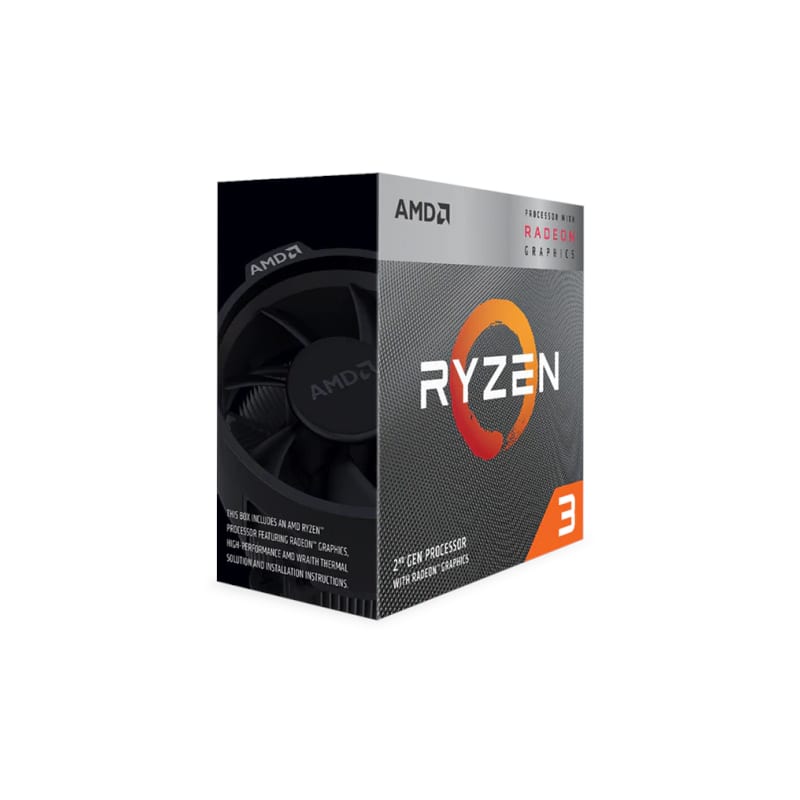 AMD
AMD
THIS BOX INCLUDES AN AMD RYZEN™
PROCESSOR FEATURING RADEON™ GRAPHICS,
HIGH-PERFORMANCE AMD WRAITH THERMAL
SOLUTION AND INSTALLATION INSTRUCTIONS.
AMD
PROCESSOR WITH
RADEON
GRAPHICS
RYZEN
3
2ND GEN PROCESSOR
WITH RADEON™ GRAPHICS